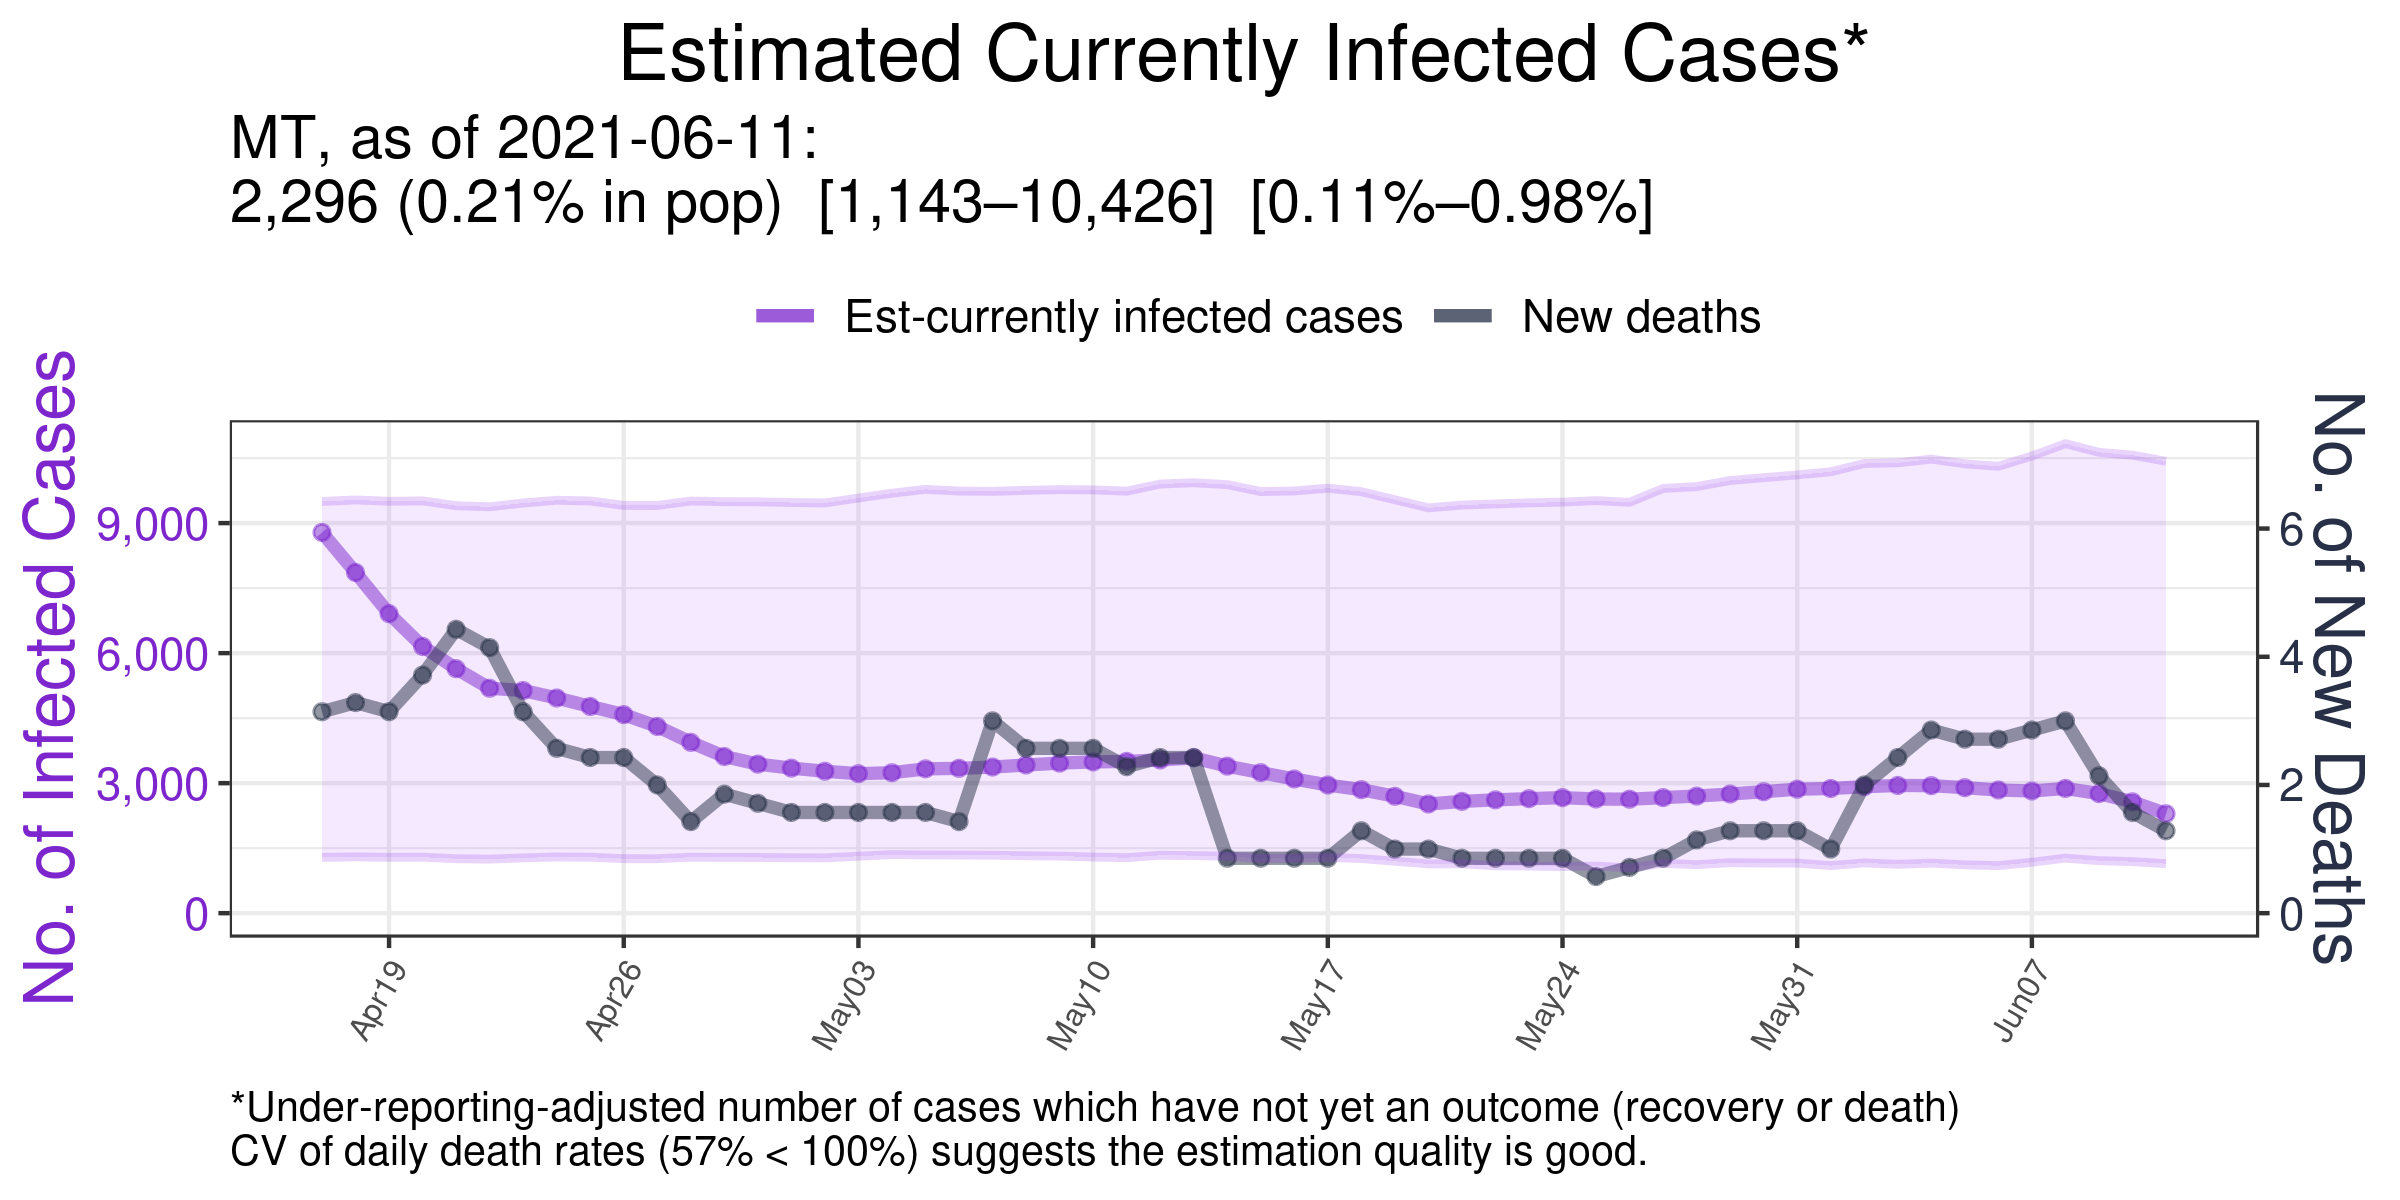 Estimated Currently Infected Cases*
MT, as of 2021-06-11:
2,296 (0.21% in pop)  [1,143–10,426]  [0.11%–0.98%]
Est-currently infected cases
New deaths
No. of Infected Cases
9,000
6,000
3,000
0
No. of New Deaths
6
4
2
0
Apr19
Apr26
May03
May10
May17
May24
May31
Jun07
*Under-reporting-adjusted number of cases which have not yet an outcome (recovery or death)
CV of daily death rates (57% < 100%) suggests the estimation quality is good.